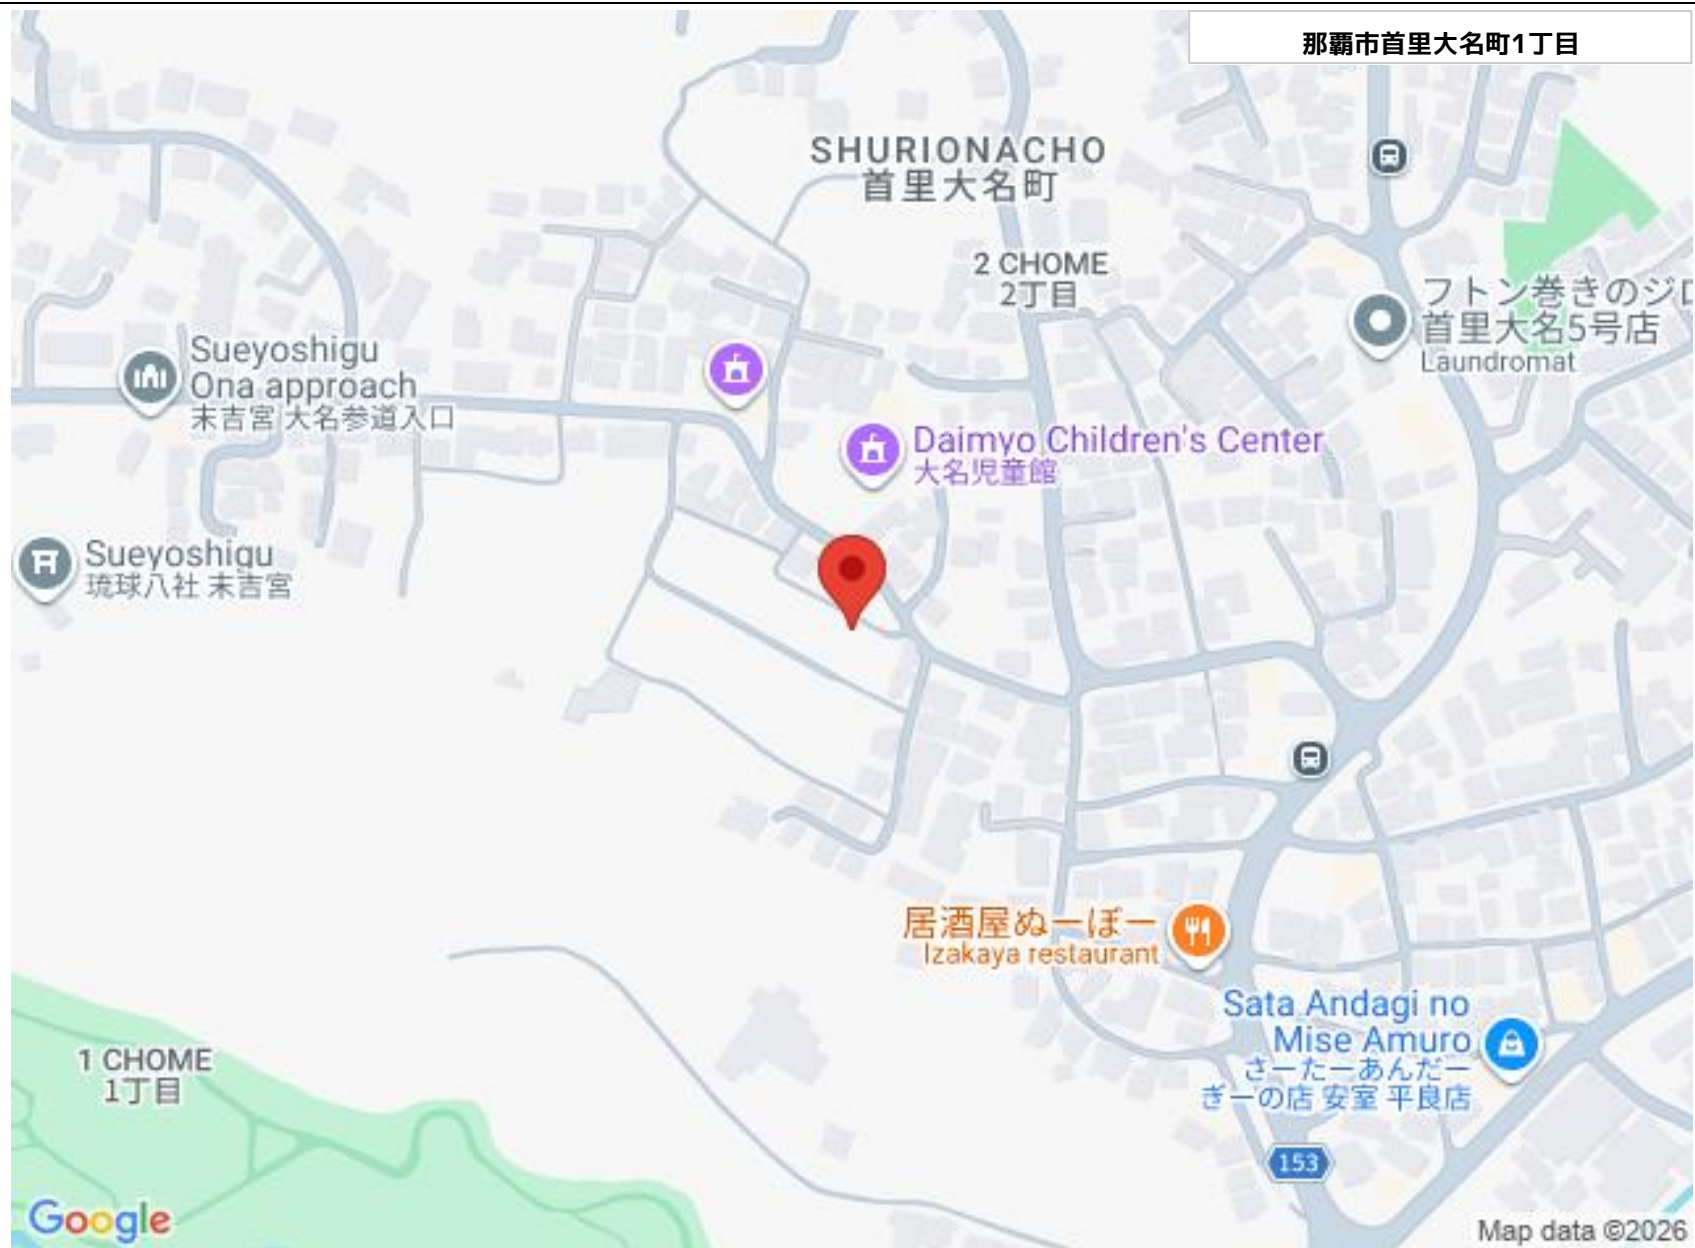 那覇市首里大名町1丁目
SHURIONACHO
首里大名町
2 CHOME
2丁目
フトン巻きのジロ
首里大名5号店
Laundromat
Sueyoshigu
Ona approach
末吉宮 大名参道入口
Daimyo Children's Center
大名児童館
Sueyoshigu
琉球八社 末吉宮
居酒屋ぬーぼー
Izakaya restaurant
Sata Andagi no
Mise Amuro
さーたーあんだー
ぎーの店 安室 平良店
1 CHOME
1丁目
153
Google
Map data ©2026